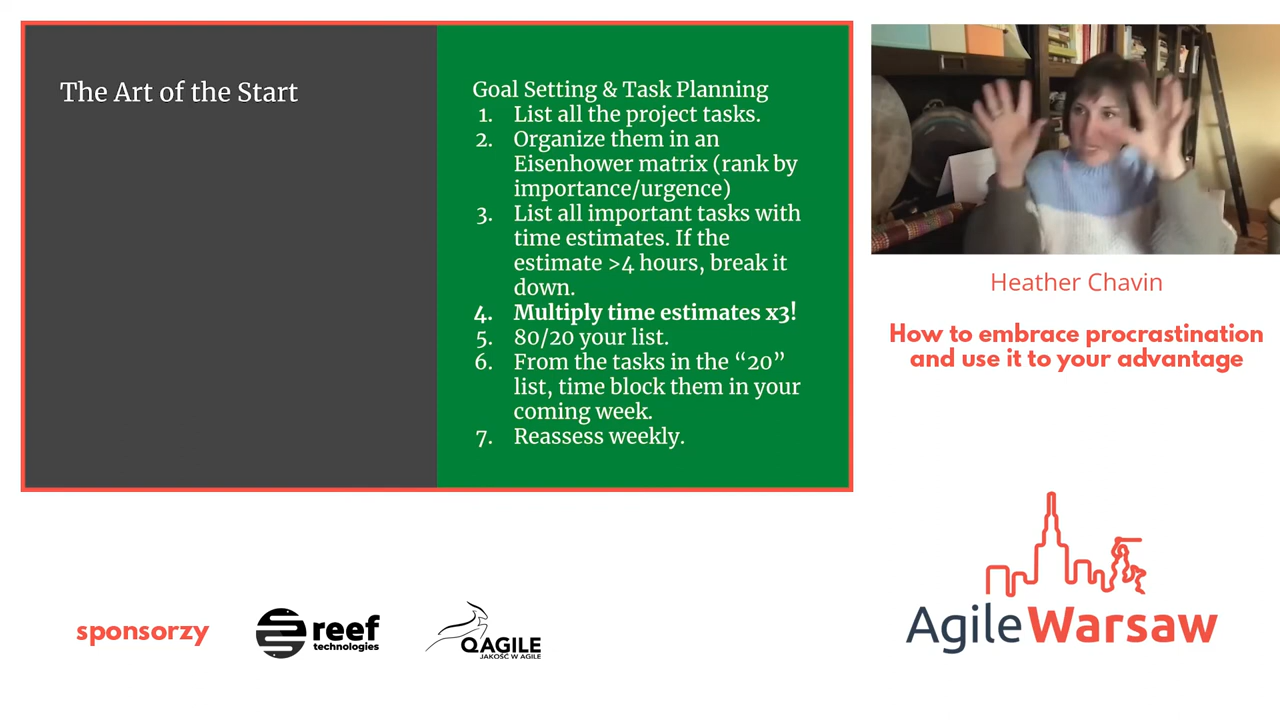 The Art of the Start
Goal Setting & Task Planning
1. List all the project tasks.
2. Organize them in an
Eisenhower matrix (rank by
importance/urgence)
3. List all important tasks with
time estimates. If the
estimate >4 hours, break it
down.
4. Multiply time estimates x3!
5. 80/20 your list.
6. From the tasks in the “20”
list, time block them in your
coming week.
7. Reassess weekly.
Heather Chavin
How to embrace procrastination
and use it to your advantage
sponsorzy
reef
technologies
QAGILE
JAKOŚĆ W AGILE
AgileWarsaw